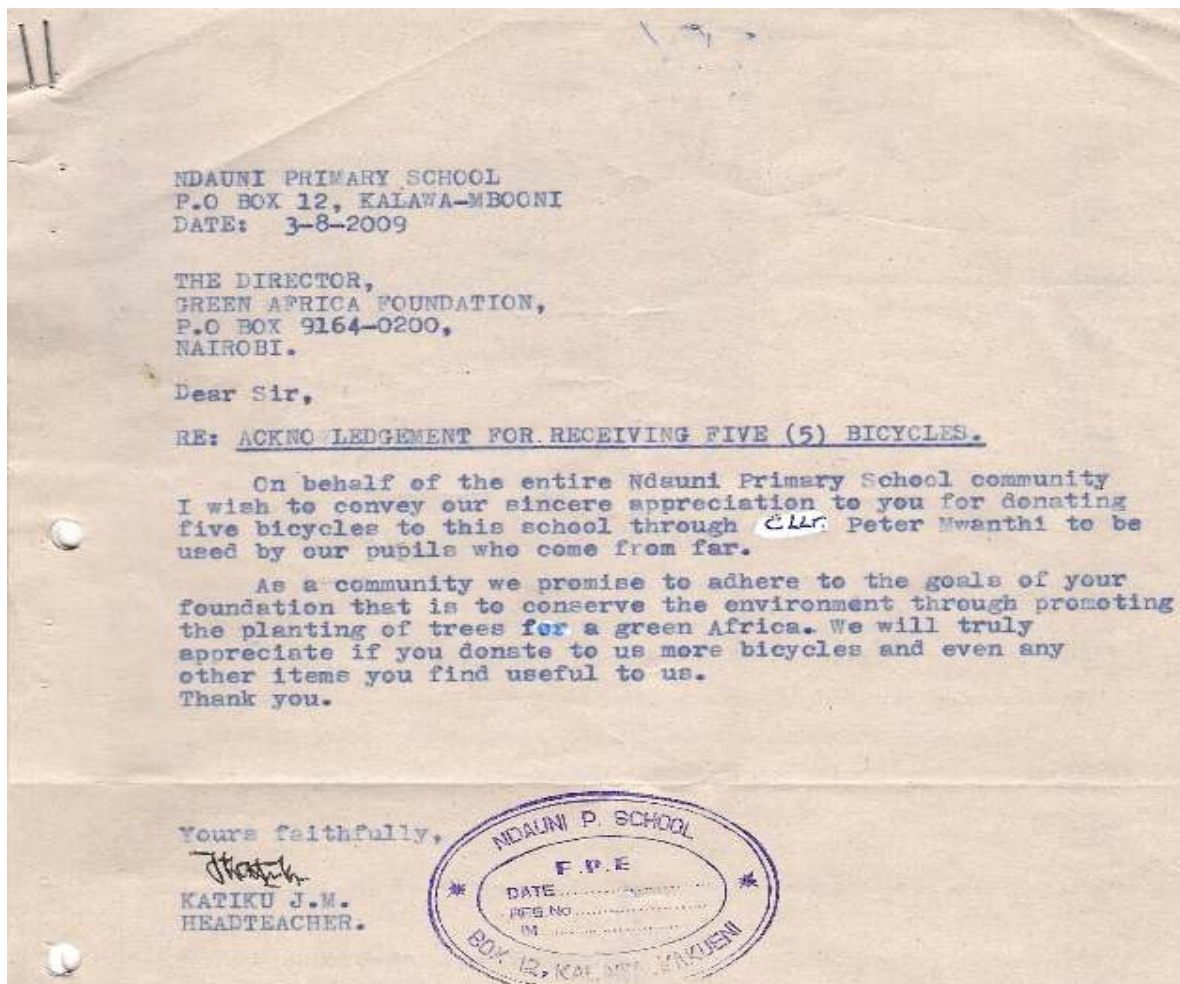 NDAUNI PRIMARY SCHOOL
P.O BOX 12, KALAWA-MBOONI
DATE: 3-8-2009
THE DIRECTOR,
GREEN AFRICA FOUNDATION,
P.O BOX 9164-0200,
NAIROBI.
Dear Sir,
RE: ACKNO LEDGEMENT FOR RECEIVING FIVE (5) BICYCLES.
On behalf of the entire Ndauni Primary School community
I wish to convey our sincere appreciation to you for donating
five bicycles to this school through Cllr. Peter Mwanthi to be
used by our pupils who come from far.
As a community we promise to adhere to the goals of your
foundation that is to conserve the environment through promoting
the planting of trees for a green Africa. We will truly
appreciate if you donate to us more bicycles and even any
other items you find useful to us.
Thank you.
Yours faithfully,
KATIKU J.M.
HEADTEACHER.
NDAUNI P. SCHOOL
F.P.E
DATE
REG.No
BOX 12, KALAWA MAKUENI